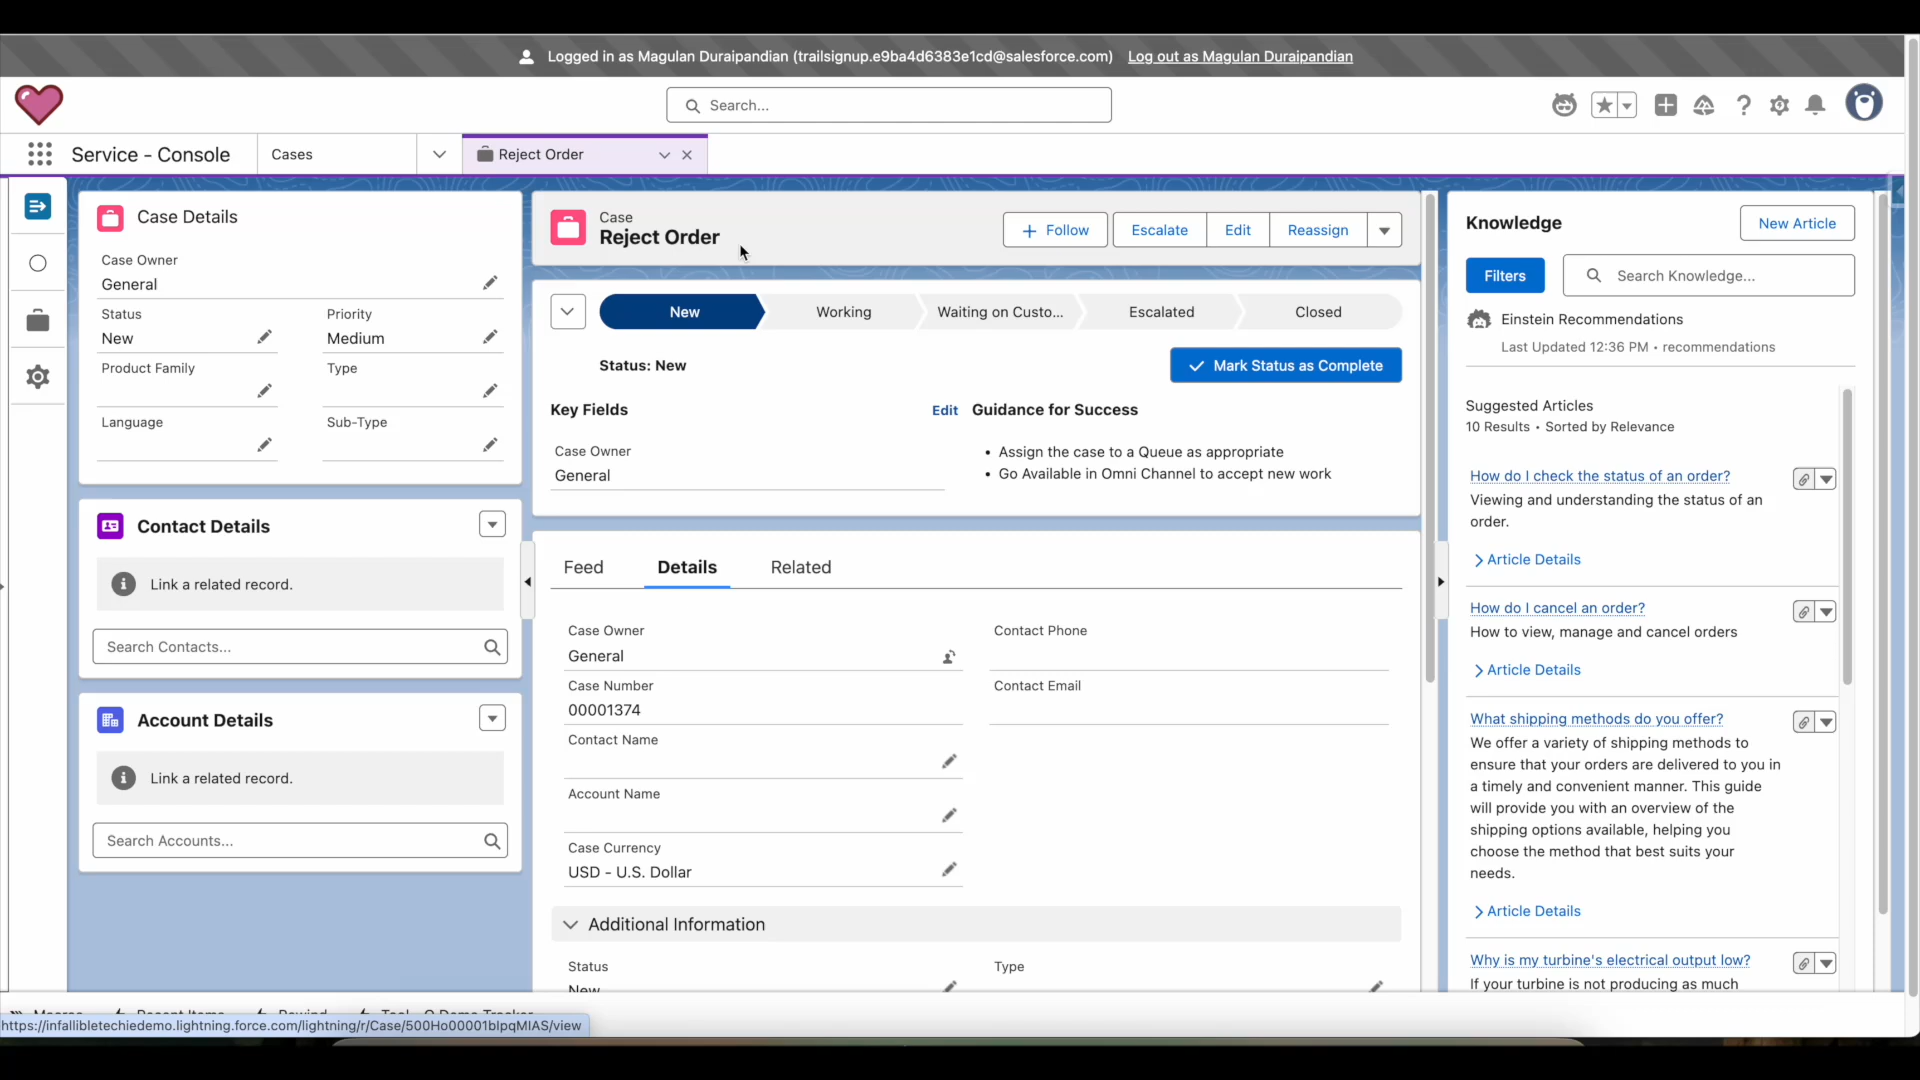 Logged in as Magulan Duraipandian (trailsignup.e9ba4d6383e1cd@salesforce.com) Log out as Magulan Duraipandian
Search...
Service - Console
Cases
Reject Order
Case Details
Case Owner
General
Status
Priority
New
Medium
Product Family
Type
Language
Sub-Type
Contact Details
Link a related record.
Search Contacts...
Account Details
Link a related record.
Search Accounts...
Case
Reject Order
Follow
Escalate
Edit
Reassign
New
Working
Waiting on Custo...
Escalated
Closed
Status: New
Mark Status as Complete
Key Fields
Edit
Guidance for Success
Case Owner
General
• Assign the case to a Queue as appropriate
• Go Available in Omni Channel to accept new work
Feed
Details
Related
Case Owner
General
Contact Phone
Case Number
00001374
Contact Email
Contact Name
Account Name
Case Currency
USD - U.S. Dollar
Additional Information
Status
Type
New
Knowledge
New Article
Filters
Search Knowledge...
Einstein Recommendations
Last Updated 12:36 PM • recommendations
Suggested Articles
10 Results • Sorted by Relevance
How do I check the status of an order?
Viewing and understanding the status of an
order.
Article Details
How do I cancel an order?
How to view, manage and cancel orders
Article Details
What shipping methods do you offer?
We offer a variety of shipping methods to
ensure that your orders are delivered to you in
a timely and convenient manner. This guide
will provide you with an overview of the
shipping options available, helping you
choose the method that best suits your
needs.
Article Details
Why is my turbine's electrical output low?
If your turbine is not producing as much
Macros
Recent Items
Rewind
https://infallibletechiedemo.lightning.force.com/lightning/r/Case/500Ho00001bIpqMIAS/view